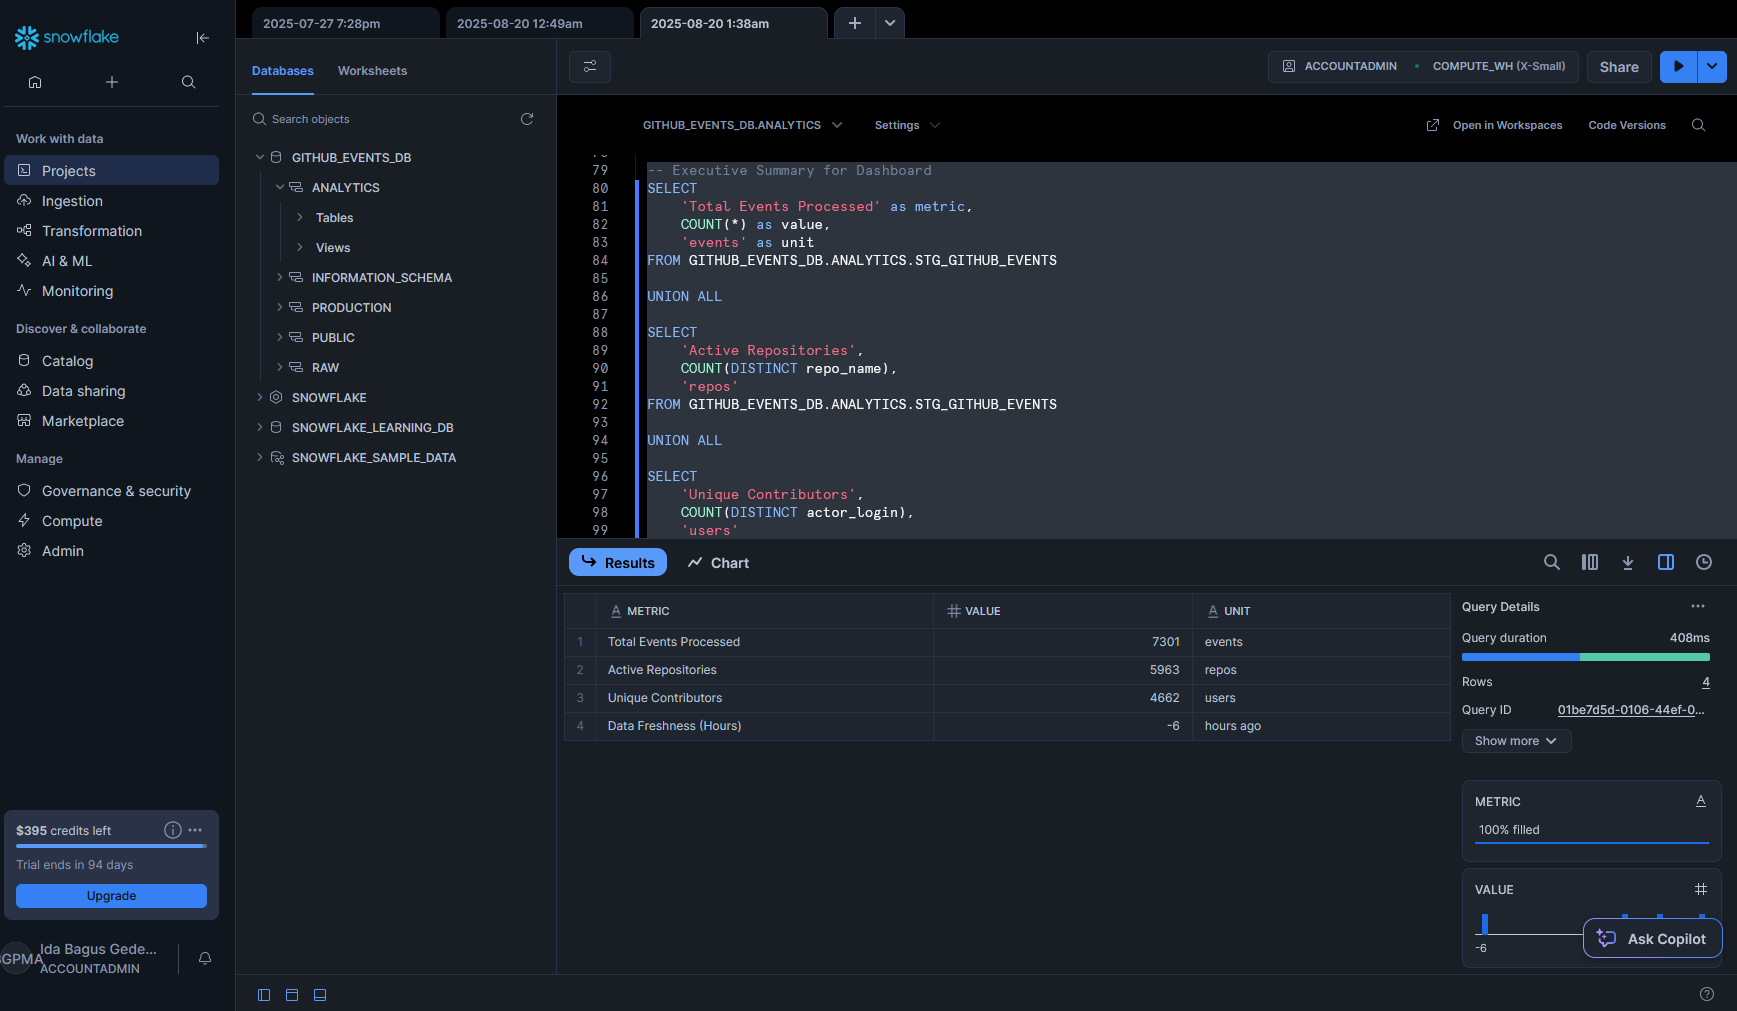 snowflake
Work with data
Projects
Ingestion
Transformation
AI & ML
Monitoring
Discover & collaborate
Catalog
Data sharing
Marketplace
Manage
Governance & security
Compute
Admin
$395 credits left
Trial ends in 94 days
Upgrade
GPMA
Ida Bagus Gede...
ACCOUNTADMIN
2025-07-27 7:28pm
2025-08-20 12:49am
2025-08-20 1:38am
Databases Worksheets
Search objects
GITHUB_EVENTS_DB
ANALYTICS
Tables
Views
INFORMATION_SCHEMA
PRODUCTION
PUBLIC
RAW
SNOWFLAKE
SNOWFLAKE_LEARNING_DB
SNOWFLAKE_SAMPLE_DATA
ACCOUNTADMIN COMPUTE_WH (X-Small)
Share
GITHUB_EVENTS_DB.ANALYTICS Settings
Open in Workspaces Code Versions
79 -- Executive Summary for Dashboard
80 SELECT
81 'Total Events Processed' as metric,
82 COUNT(*) as value,
83 'events' as unit
84 FROM GITHUB_EVENTS_DB.ANALYTICS.STG_GITHUB_EVENTS
85
86 UNION ALL
87
88 SELECT
89 'Active Repositories',
90 COUNT(DISTINCT repo_name),
91 'repos'
92 FROM GITHUB_EVENTS_DB.ANALYTICS.STG_GITHUB_EVENTS
93
94 UNION ALL
95
96 SELECT
97 'Unique Contributors',
98 COUNT(DISTINCT actor_login),
99 'users'
Results Chart
A METRIC # VALUE A UNIT
1 Total Events Processed 7301 events
2 Active Repositories 5963 repos
3 Unique Contributors 4662 users
4 Data Freshness (Hours) -6 hours ago
Query Details
Query duration 408ms
Rows 4
Query ID 01be7d5d-0106-44ef-0...
Show more
METRIC A
100% filled
VALUE #
-6
Ask Copilot